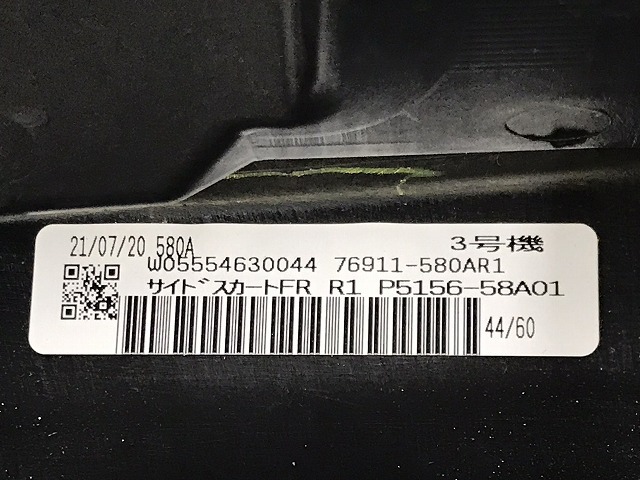 21/07/20 580A 3号機
W05554630044 76911-580AR1
ｻｲﾄﾞｽｶｰﾄFR R1 P5156-58A01
44/60